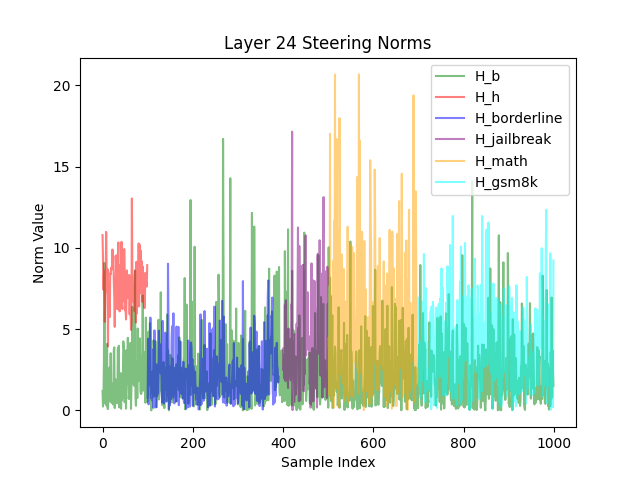 Layer 24 Steering Norms
H_b
H_h
H_borderline
H_jailbreak
H_math
H_gsm8k
Norm Value
20
15
10
5
0
0 200 400 600 800 1000
Sample Index